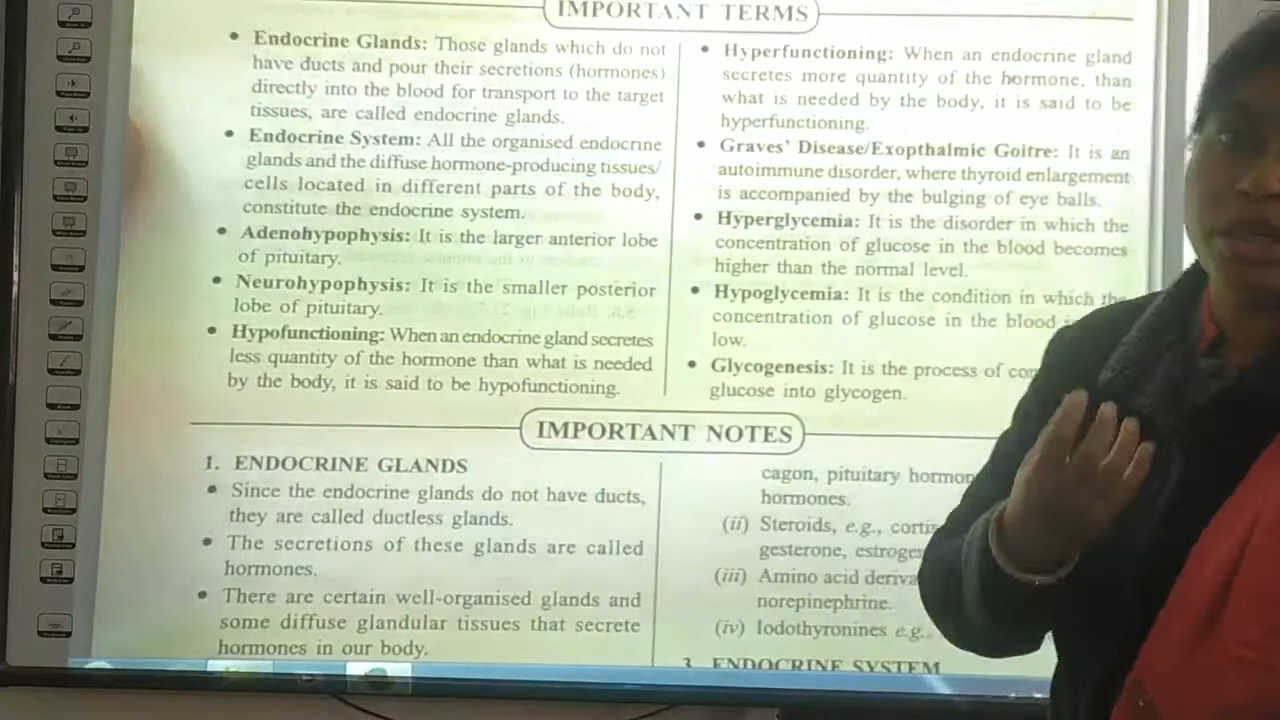 IMPORTANT TERMS
• Endocrine Glands: Those glands which do not
have ducts and pour their secretions (hormones)
directly into the blood for transport to the target
tissues, are called endocrine glands.
• Endocrine System: All the organised endocrine
glands and the diffuse hormone-producing tissues/
cells located in different parts of the body,
constitute the endocrine system.
• Adenohypophysis: It is the larger anterior lobe
of pituitary.
• Neurohypophysis: It is the smaller posterior
lobe of pituitary.
• Hypofunctioning: When an endocrine gland secretes
less quantity of the hormone than what is needed
by the body, it is said to be hypofunctioning.
• Hyperfunctioning: When an endocrine gland
secretes more quantity of the hormone, than
what is needed by the body, it is said to be
hyperfunctioning.
• Graves' Disease/Exopthalmic Goitre: It is an
autoimmune disorder, where thyroid enlargement
is accompanied by the bulging of eye balls.
• Hyperglycemia: It is the disorder in which the
concentration of glucose in the blood becomes
higher than the normal level.
• Hypoglycemia: It is the condition in which the
concentration of glucose in the blood
low.
• Glycogenesis: It is the process of
glucose into glycogen.
IMPORTANT NOTES
1. ENDOCRINE GLANDS
• Since the endocrine glands do not have ducts,
they are called ductless glands.
• The secretions of these glands are called
hormones.
• There are certain well-organised glands and
some diffuse glandular tissues that secrete
hormones in our body.
cagon, pituitary
hormones.
(ii) Steroids, e.g.,
gesterone,
(iii) Amino acid
norepinephrine.
(iv) Iodothyronines e.g.,
3. ENDOCRINE SYSTEM